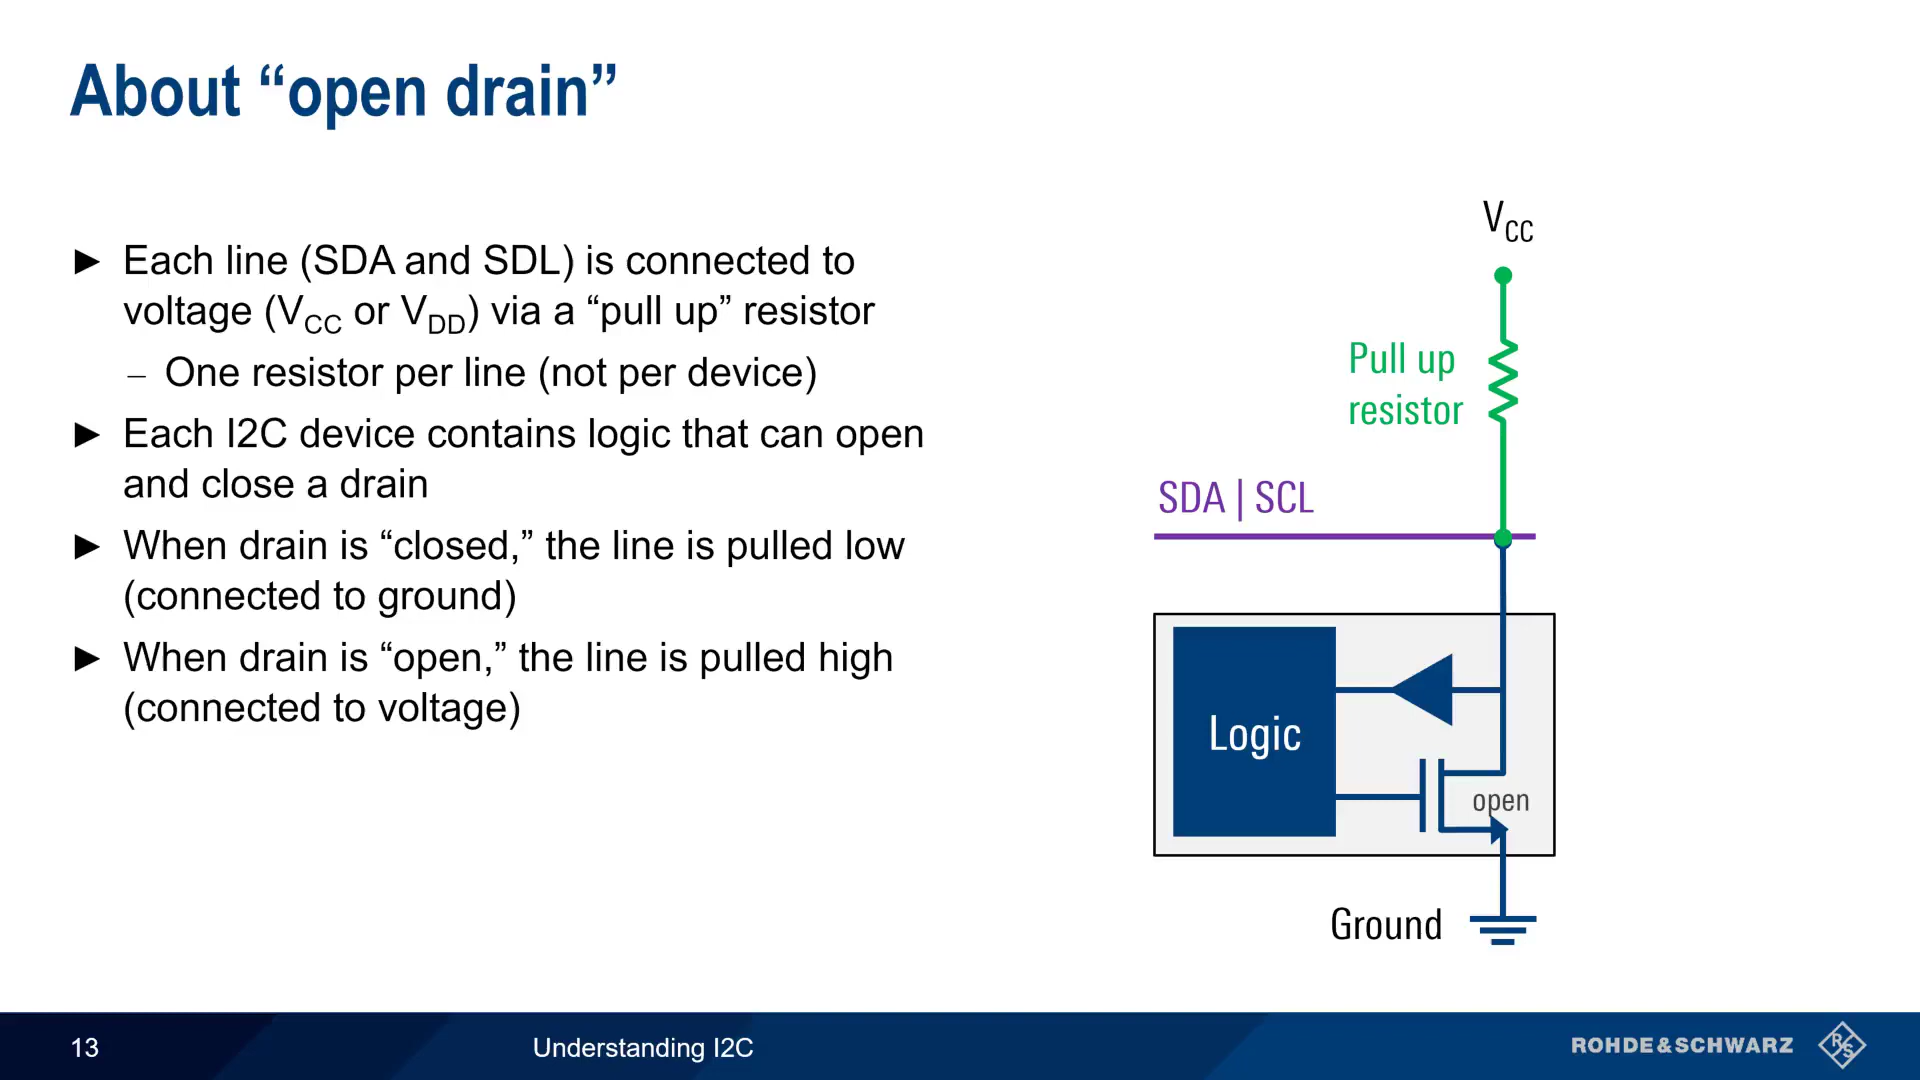 About “open drain”
► Each line (SDA and SDL) is connected to
voltage (VCC or VDD) via a “pull up” resistor
– One resistor per line (not per device)
► Each I2C device contains logic that can open
and close a drain
► When drain is “closed,” the line is pulled low
(connected to ground)
► When drain is “open,” the line is pulled high
(connected to voltage)
VCC
Pull up
resistor
SDA | SCL
Logic
open
Ground
13
Understanding I2C
ROHDE&SCHWARZ
R&S